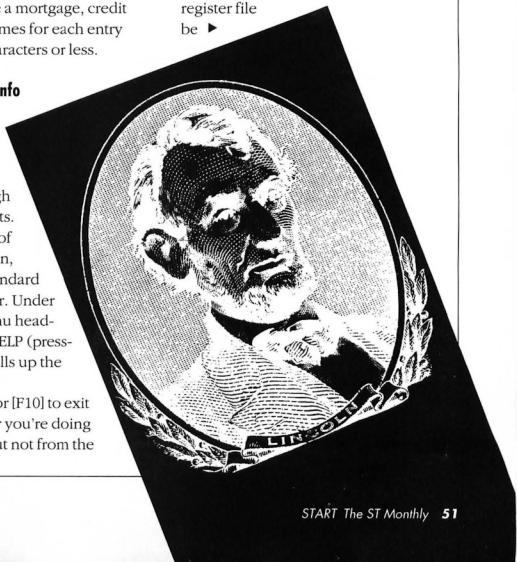 e a mortgage, credit
mes for each entry
aracters or less.
nfo
gh
ts.
of
n,
ndard
r. Under
nu head-
ELP (press-
lls up the
or [F10] to exit
r you're doing
ut not from the
register file
be ▶
LINCOLN
START The ST Monthly 51